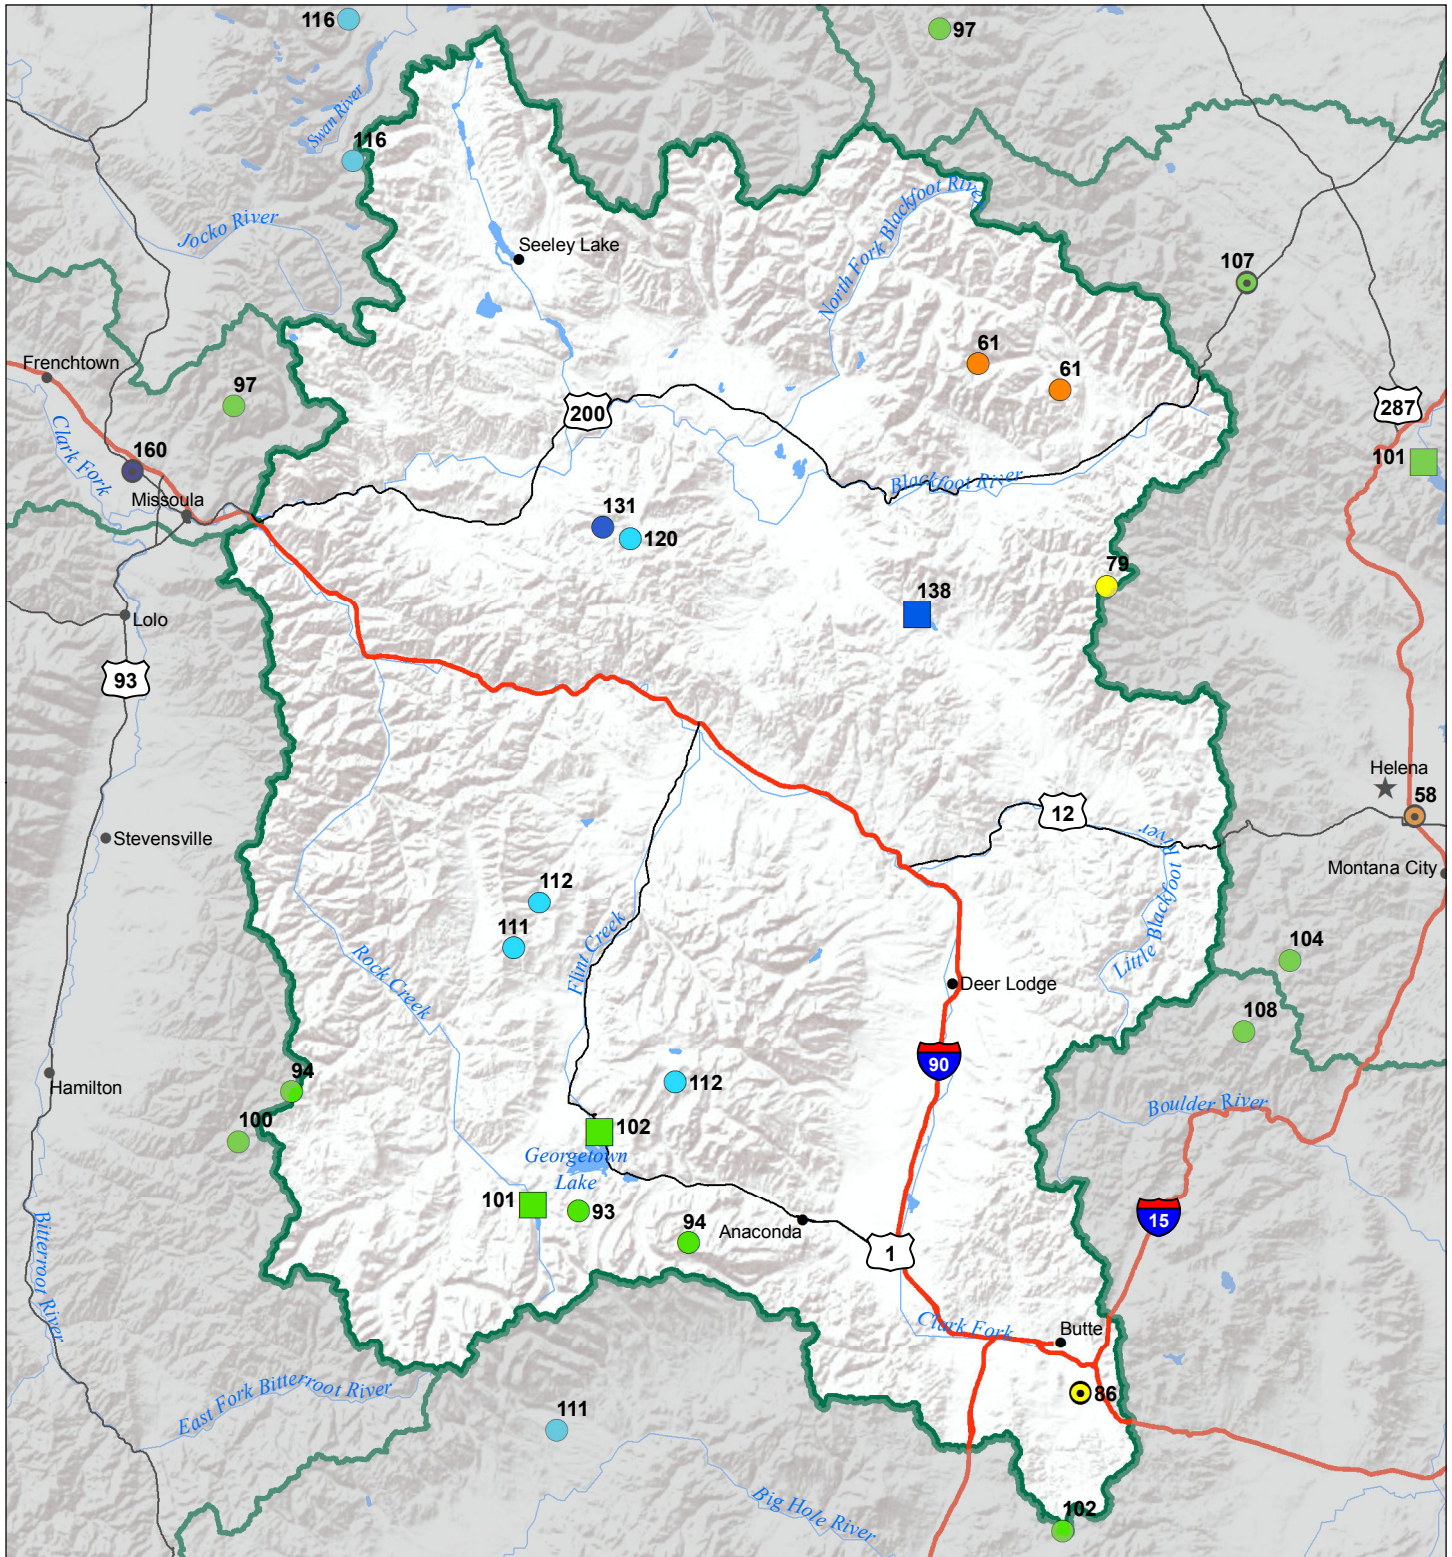 116
97
Swan River
116
Jocko River
North Fork Blackfoot River
Seeley Lake
107
61
61
Frenchtown
97
200
287
Clark Fork
160
101
Missoula
Blackfoot River
131
120
79
138
Lolo
93
Helena
58
12
Stevensville
Little Blackfoot River
Montana City
112
111
Flint Creek
Rock Creek
104
Deer Lodge
108
90
Hamilton
94
112
Boulder River
100
102
Georgetown
Lake
101
93
94
Anaconda
15
1
Bitterroot River
Clark Fork
Butte
86
East Fork Bitterroot River
111
Big Hole River
102